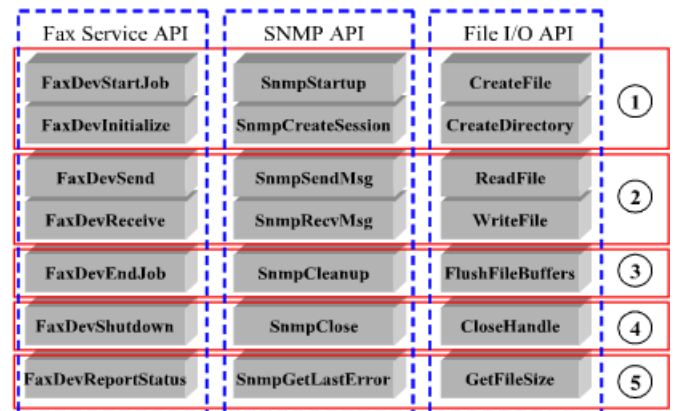 Fax Service API SNMP API File I/O API
FaxDevStartJob SnmpStartup CreateFile
1
FaxDevInitialize SnmpCreateSession CreateDirectory
FaxDevSend SnmpSendMsg ReadFile
2
FaxDevReceive SnmpRecvMsg WriteFile
FaxDevEndJob SnmpCleanup FlushFileBuffers 3
FaxDevShutdown SnmpClose CloseHandle 4
FaxDevReportStatus SnmpGetLastError GetFileSize 5